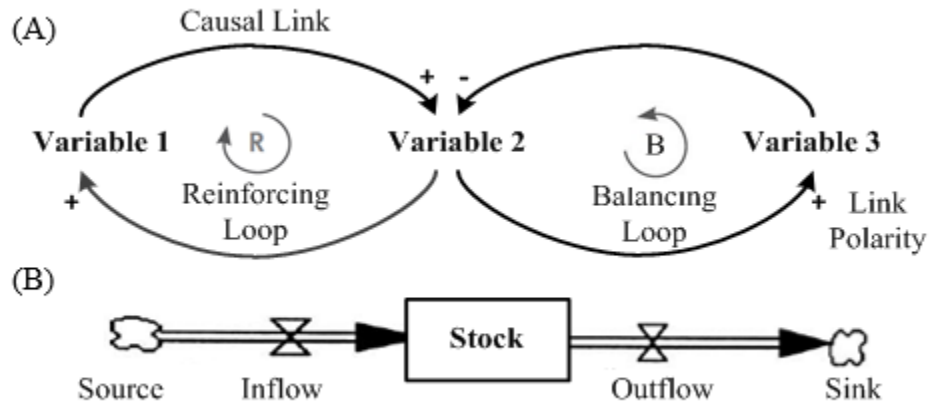 (A)
Causal Link
+ -
Variable 1 R Variable 2 B Variable 3
+ Reinforcing Loop
Balancing Loop
+ Link Polarity
(B)
Stock
Source Inflow Outflow Sink